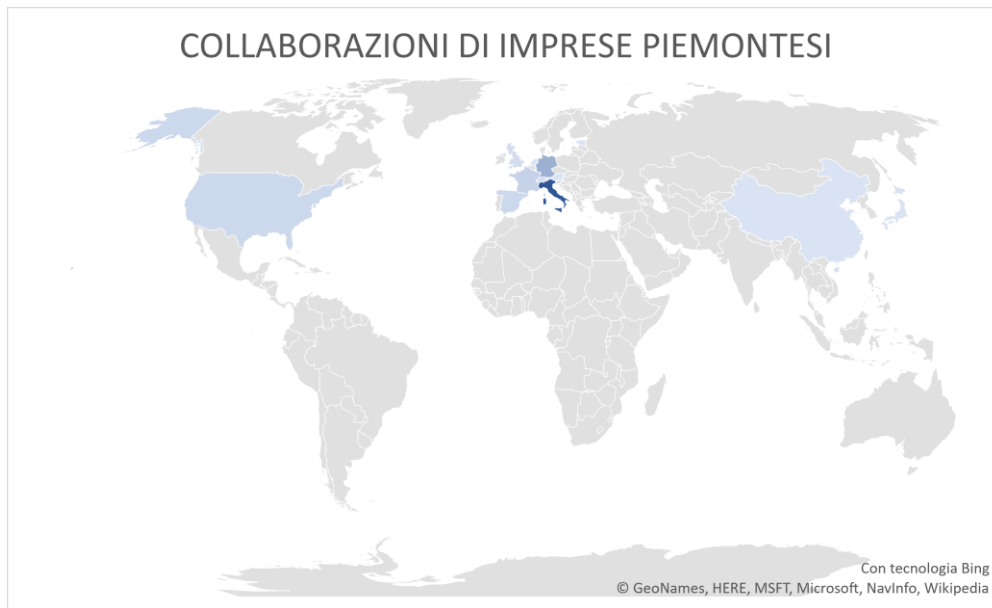 COLLABORAZIONI DI IMPRESE PIEMONTESI
Con tecnologia Bing
© GeoNames, HERE, MSFT, Microsoft, NavInfo, Wikipedia